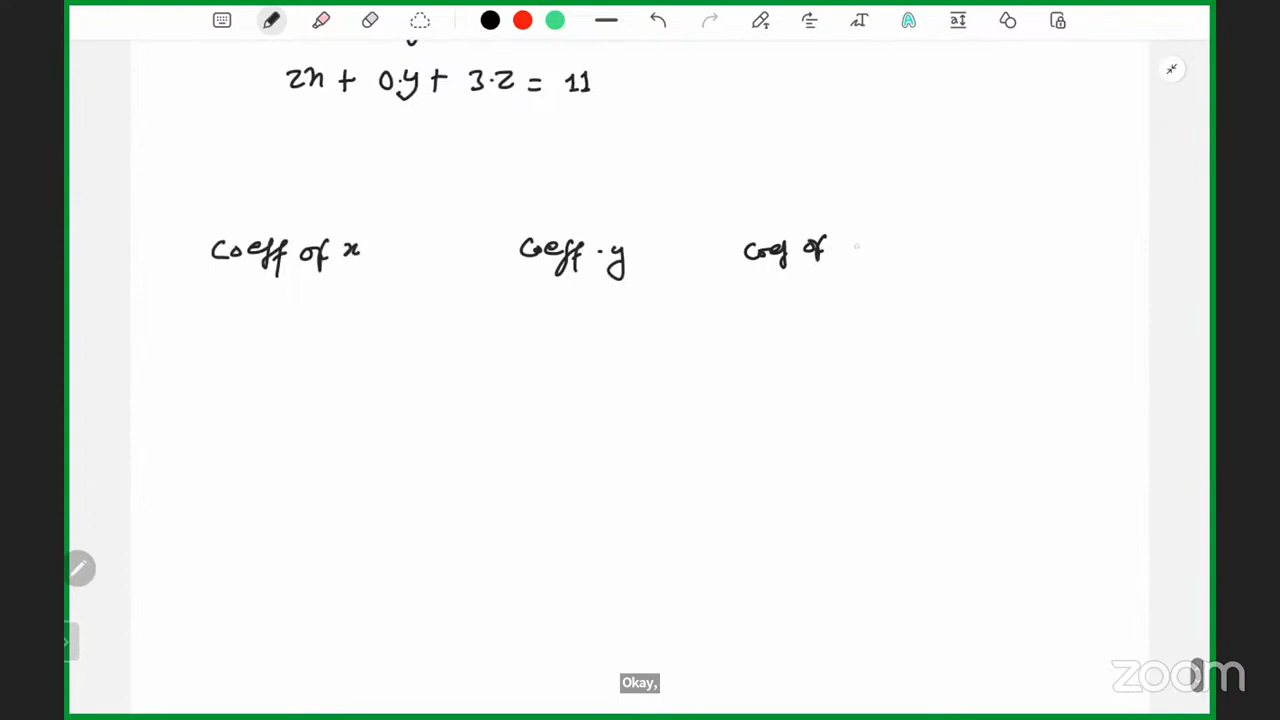 2x + 0.y + 3.z = 11
Coeff of x Coeff . y Coef of
Okay,
zoom